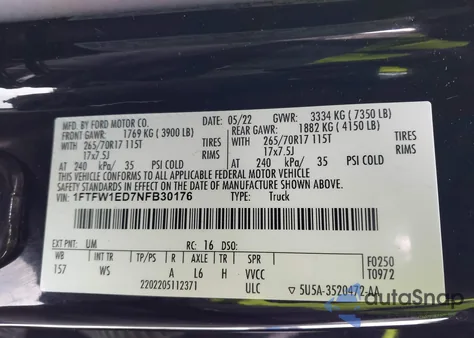 MFD. BY FORD MOTOR CO.
DATE: 05/22 GVWR: 3334 KG (7350 LB)
FRONT GAWR: 1769 KG (3900 LB) REAR GAWR: 1882 KG (4150 LB)
WITH 265/70R17 115T TIRES WITH 265/70R17 115T TIRES
17x7.5J RIMS 17x7.5J RIMS
AT 240 kPa/ 35 PSI COLD AT 240 kPa/ 35 PSI COLD
THIS VEHICLE CONFORMS TO ALL APPLICABLE FEDERAL MOTOR VEHICLE
SAFETY STANDARDS IN EFFECT ON THE DATE OF MANUFACTURE SHOWN ABOVE.
VIN: 1FTFW1ED7NFB30176 TYPE: Truck
EXT PNT: UM RC: 16 DSO: F0250
WB INT TR TP/PS R AXLE TR SPR T0972
157 WS A L6 H VVCC
2202205112371 ULC 5U5A-3520472-AA
autoSnap